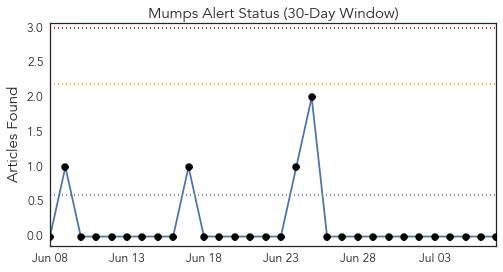 Mumps Alert Status (30-Day Window)
Articles Found
3.0
2.5
2.0
1.5
1.0
0.5
0.0
Jun 08 Jun 13 Jun 18 Jun 23 Jun 28 Jul 03